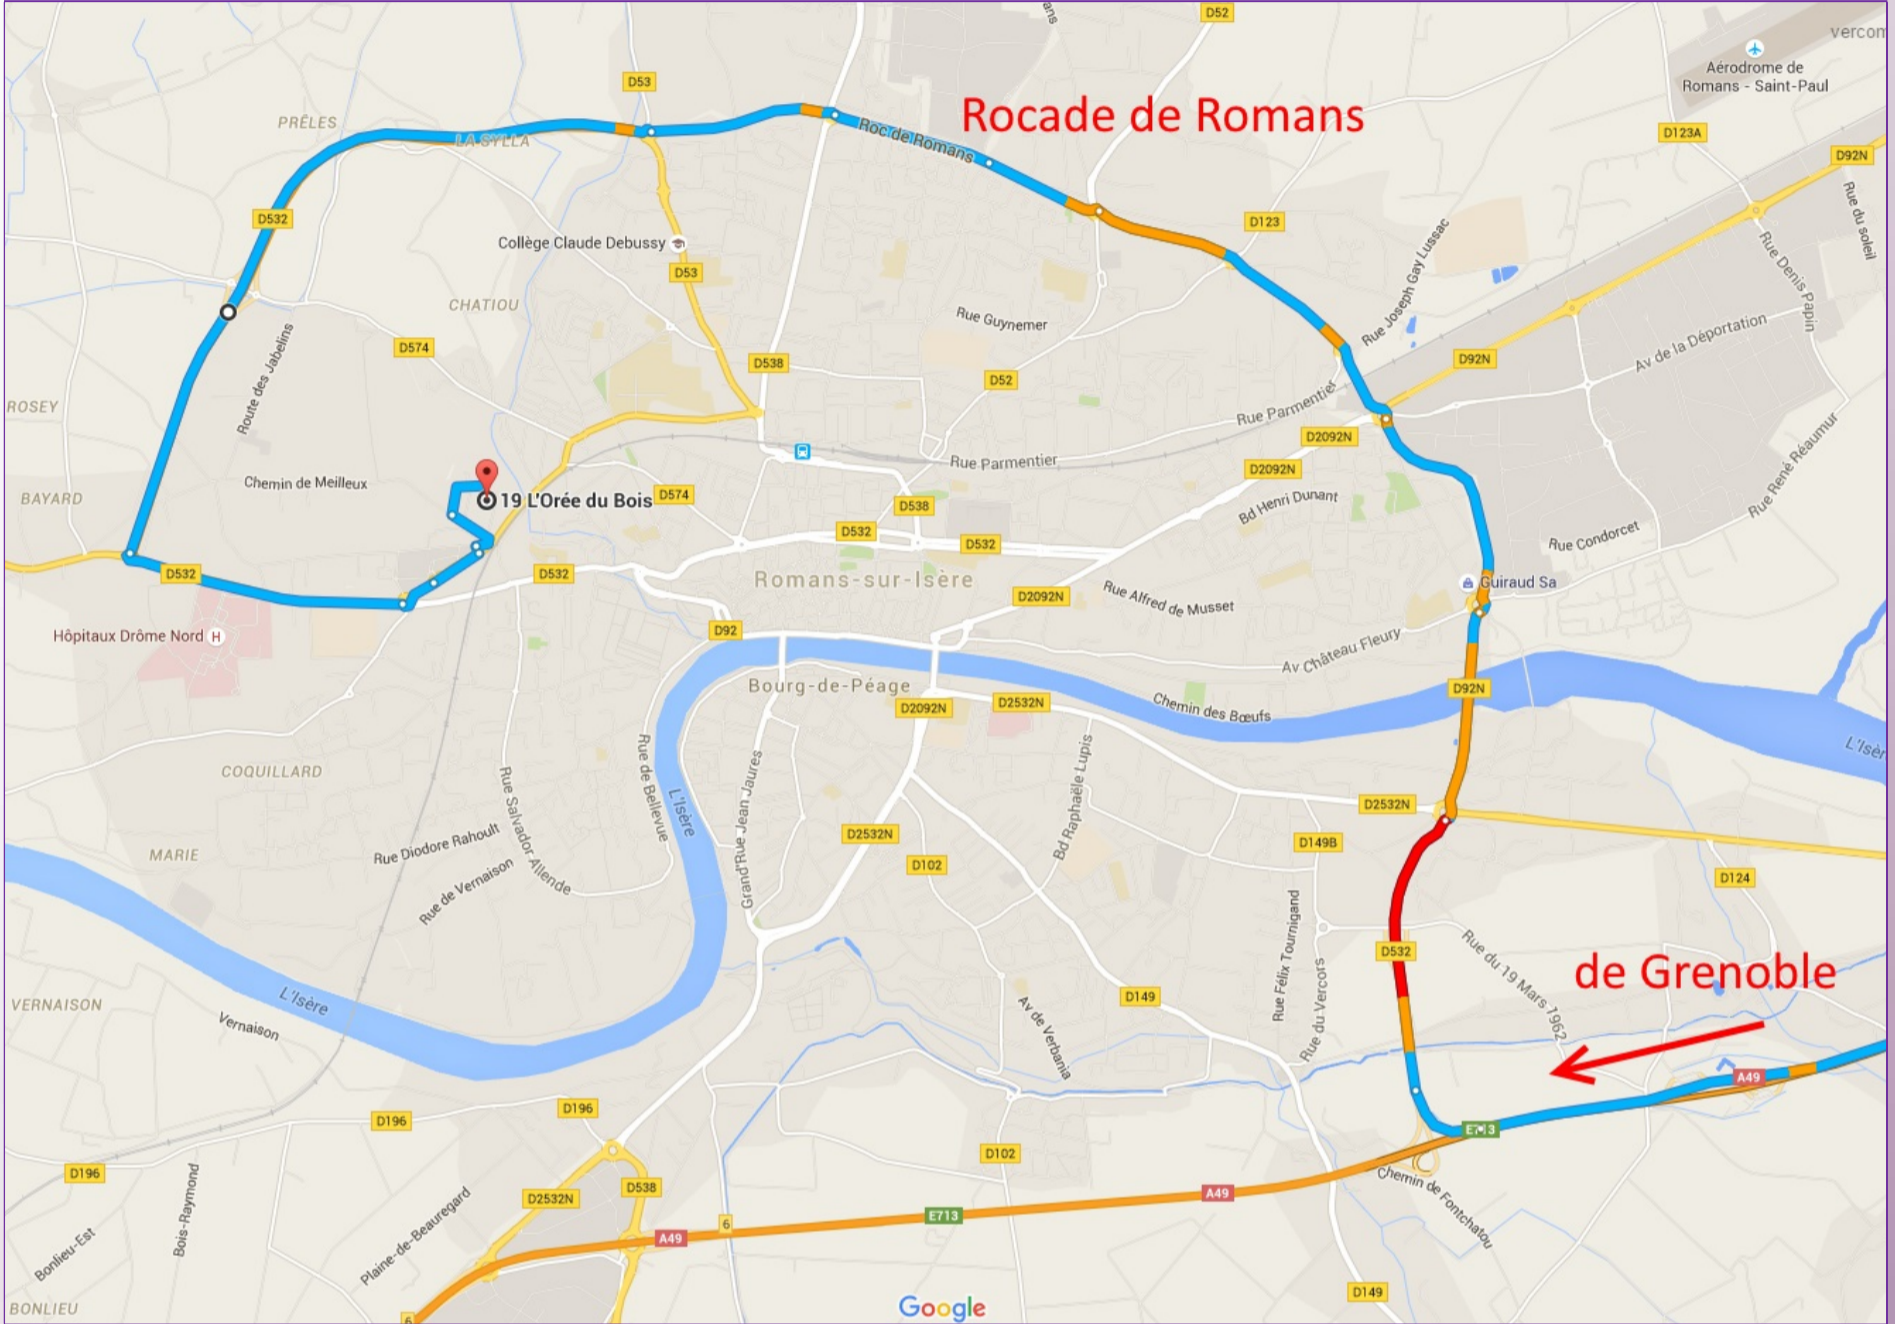 D52
vercom
Aérodrome de
Romans - Saint-Paul
D53
Rocade de Romans
PRÊLES
LA SYLLA
Roc de Romans
D123A
D92N
D532
D123
Rue du soleil
Collège Claude Debussy
D53
Rue Joseph Gay Lussac
Rue Denis Papin
CHATIOU
Rue Guynemer
Route des Jabelins
D574
D538
D92N
Av de la Déportation
D52
ROSEY
Rue Parmentier
D2092N
Rue Parmentier
D2092N
Chemin de Meilleux
BAYARD
19 L'Orée du Bois
D574
D538
Bd Henri Dunant
Rue René Réaumur
D532
D532
Rue Condorcet
D532
D532
Romans-sur-Isère
Guiraud Sa
D2092N
Rue Alfred de Musset
Hôpitaux Drôme Nord
H
D92
Av Château Fleury
Bourg-de-Péage
D92N
D2092N
D2532N
Chemin des Bœufs
L'Isèr
COQUILLARD
Rue de Bellevue
L'Isère
Grand'Rue Jean Jaures
Bd Raphaële Lupis
D2532N
Rue Salvador Allende
D2532N
D149B
Rue Diodore Rahoult
MARIE
D102
D124
Rue de Vernaison
Rue Félix Tournigand
D532
Rue du 19 Mars 1962
de Grenoble
L'Isère
VERNAISON
Vernaison
D149
Rue du Vercors
Av de Verbania
A49
D196
D196
E713
D196
D102
Chemin de Fontchatou
Bois-Raymond
Plaine-de-Beauregard
D2532N
D538
A49
E713
6
A49
Bonlieu-Est
BONLIEU
6
Google
D149